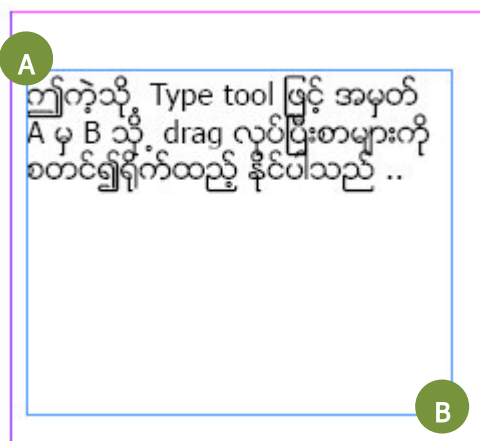 A
ဤကဲ့သို့ Type tool ဖြင့် အမှတ်
A မှ B သို့ drag လုပ်ပြီးစာများကို
စတင်၍ရိုက်ထည့် နိုင်ပါသည် ..
B